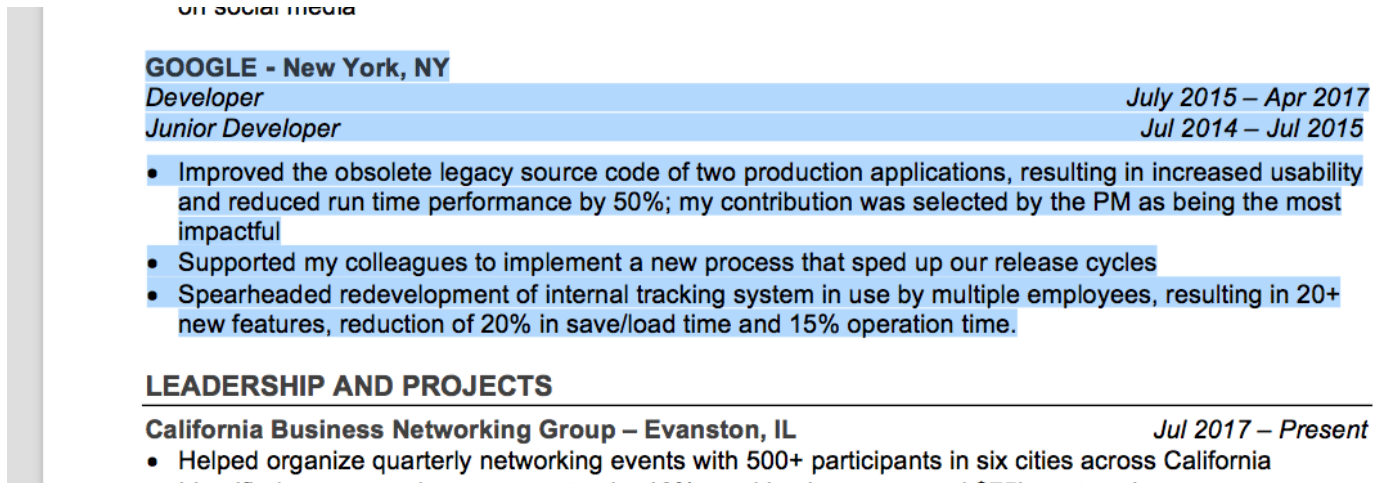 on social media
GOOGLE - New York, NY
Developer July 2015 – Apr 2017
Junior Developer Jul 2014 – Jul 2015
• Improved the obsolete legacy source code of two production applications, resulting in increased usability
and reduced run time performance by 50%; my contribution was selected by the PM as being the most
impactful
• Supported my colleagues to implement a new process that sped up our release cycles
• Spearheaded redevelopment of internal tracking system in use by multiple employees, resulting in 20+
new features, reduction of 20% in save/load time and 15% operation time.
LEADERSHIP AND PROJECTS
California Business Networking Group – Evanston, IL Jul 2017 – Present
• Helped organize quarterly networking events with 500+ participants in six cities across California